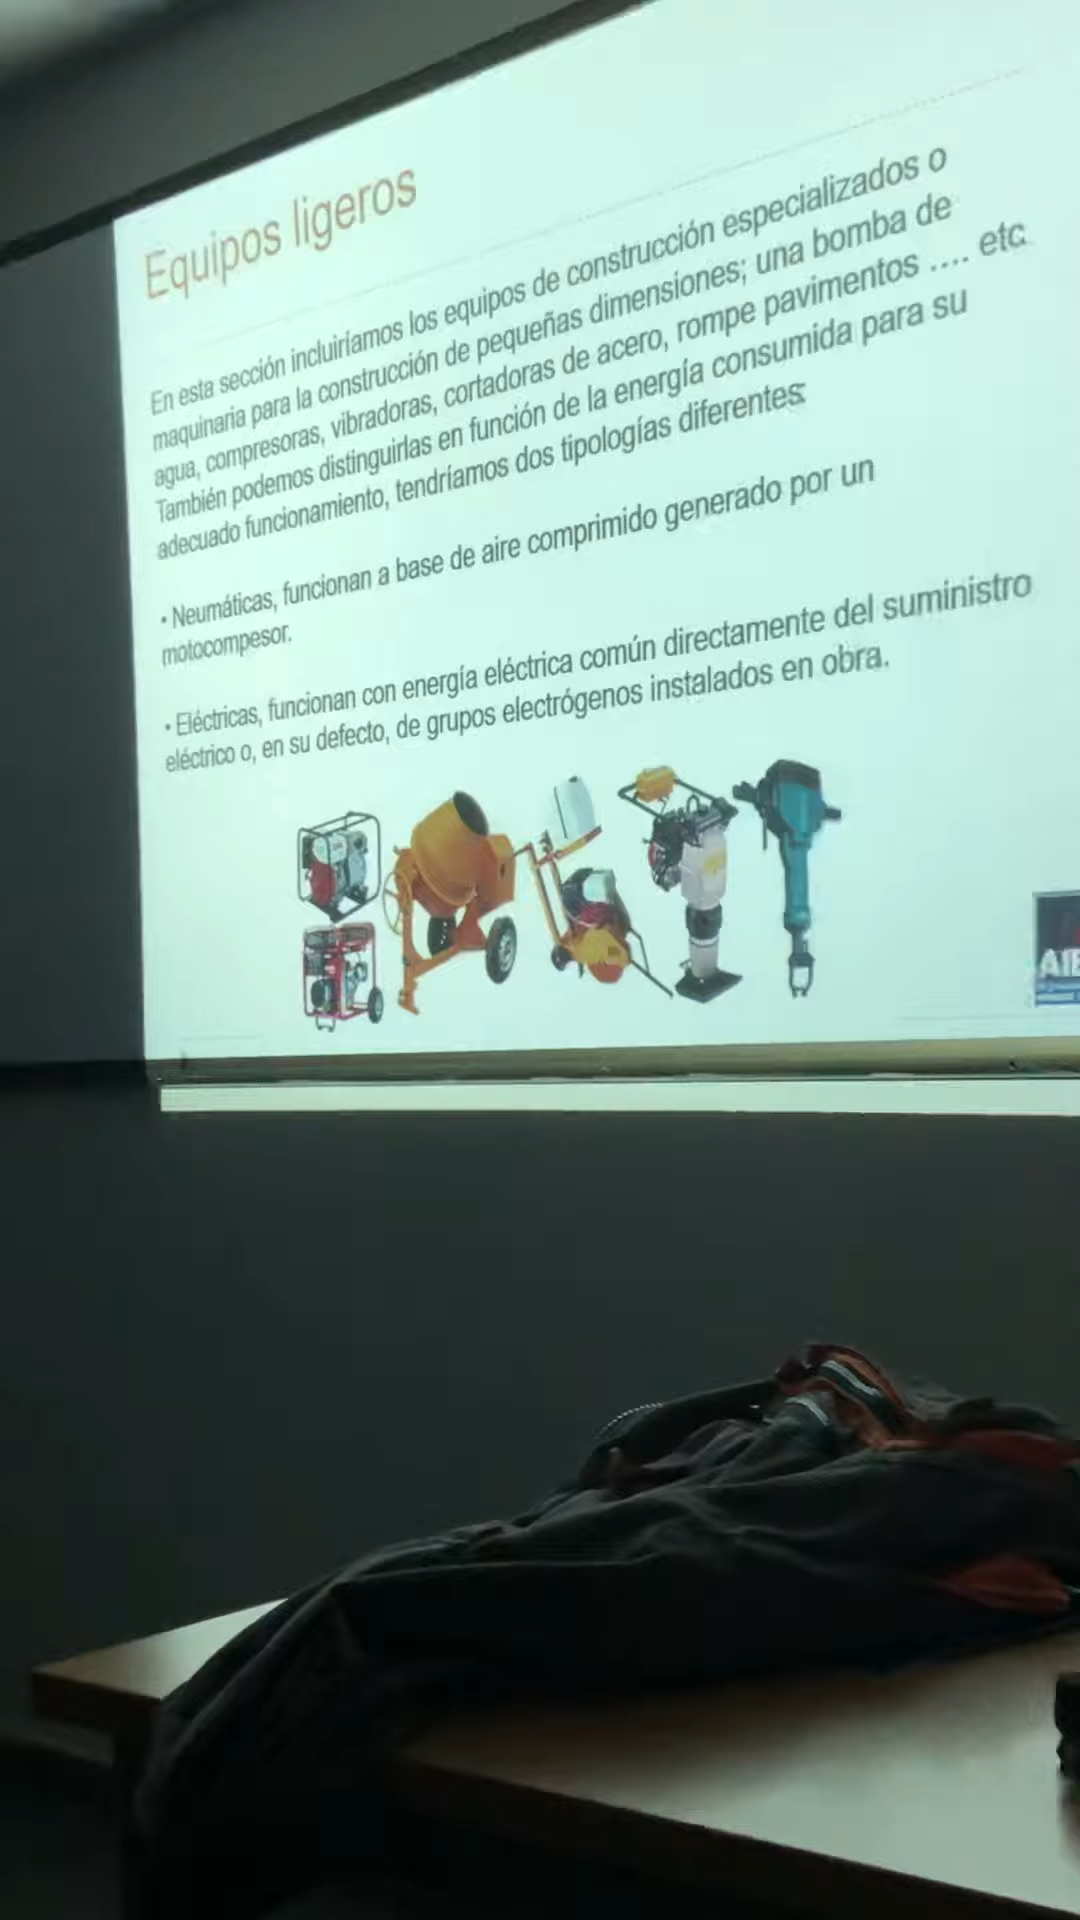 Equipos ligeros
En esta sección incluiríamos los equipos de construcción especializados o
maquinaria para la construcción de pequeñas dimensiones; una bomba de
agua, compresoras, vibradoras, cortadoras de acero, rompe pavimentos .... etc
También podemos distinguirlas en función de la energía consumida para su
adecuado funcionamiento, tendríamos dos tipologías diferentes:
• Neumáticas, funcionan a base de aire comprimido generado por un
motocompesor.
• Eléctricas, funcionan con energía eléctrica común directamente del suministro
eléctrico o, en su defecto, de grupos electrógenos instalados en obra.